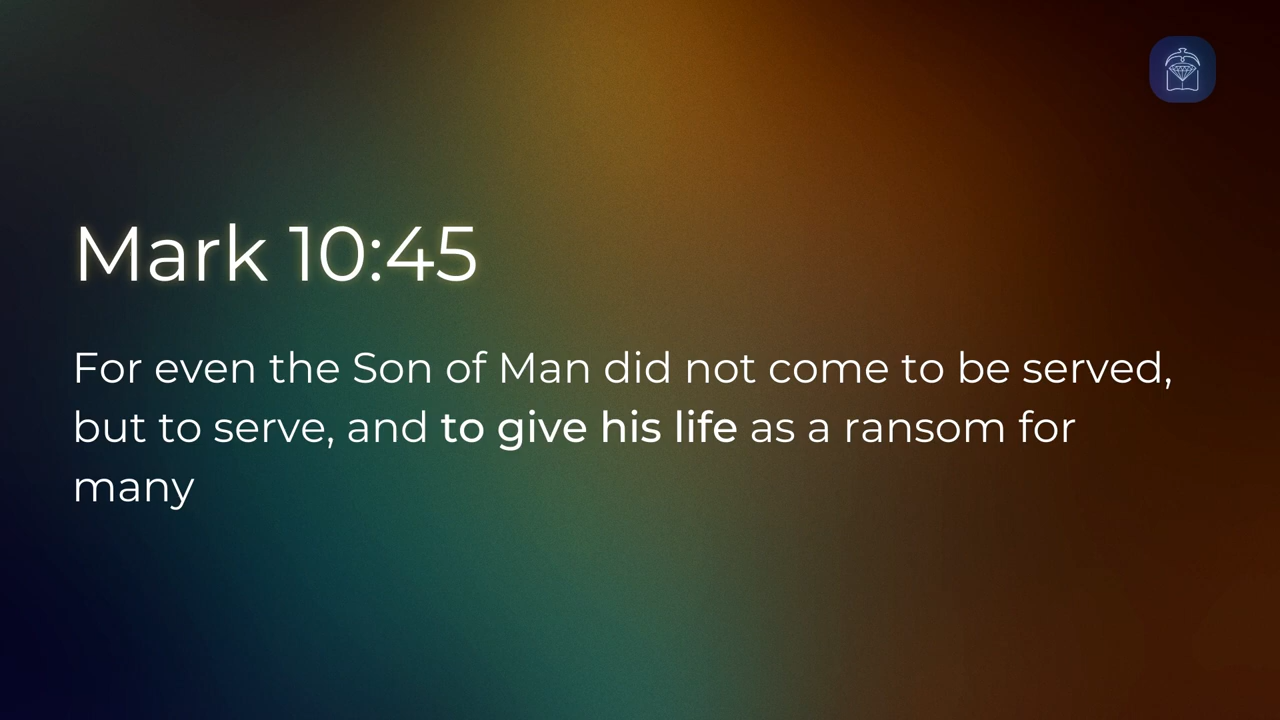 Mark 10:45
For even the Son of Man did not come to be served,
but to serve, and to give his life as a ransom for
many